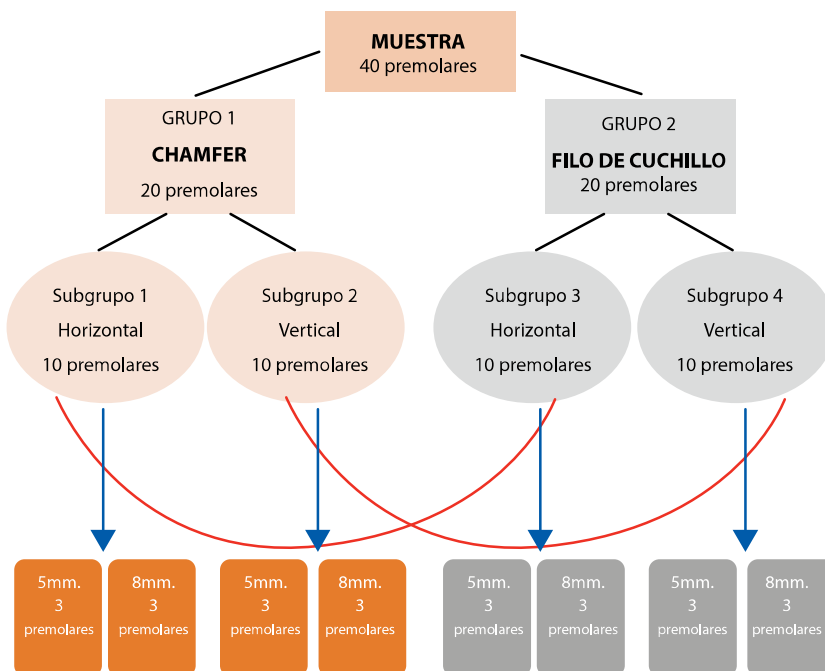 MUESTRA
40 premolares
GRUPO 1
CHAMFER
20 premolares
GRUPO 2
FILO DE CUCHILLO
20 premolares
Subgrupo 1
Horizontal
10 premolares
Subgrupo 2
Vertical
10 premolares
Subgrupo 3
Horizontal
10 premolares
Subgrupo 4
Vertical
10 premolares
5mm.
3
premolares
8mm.
3
premolares
5mm.
3
premolares
8mm.
3
premolares
5mm.
3
premolares
8mm.
3
premolares
5mm.
3
premolares
8mm.
3
premolares